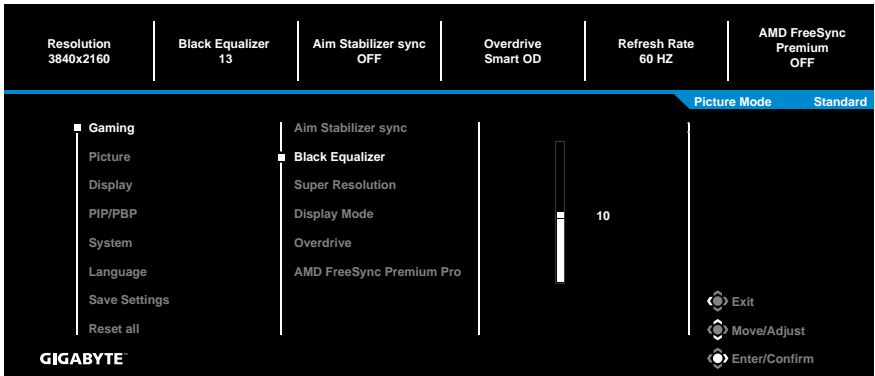 Resolution
3840x2160
Black Equalizer
13
Aim Stabilizer sync
OFF
Overdrive
Smart OD
Refresh Rate
60 HZ
AMD FreeSync
Premium
OFF
Picture Mode Standard
Gaming
Picture
Display
PIP/PBP
System
Language
Save Settings
Reset all
Aim Stabilizer sync
Black Equalizer
Super Resolution
Display Mode
Overdrive
AMD FreeSync Premium Pro
10
Exit
Move/Adjust
Enter/Confirm
GIGABYTE™